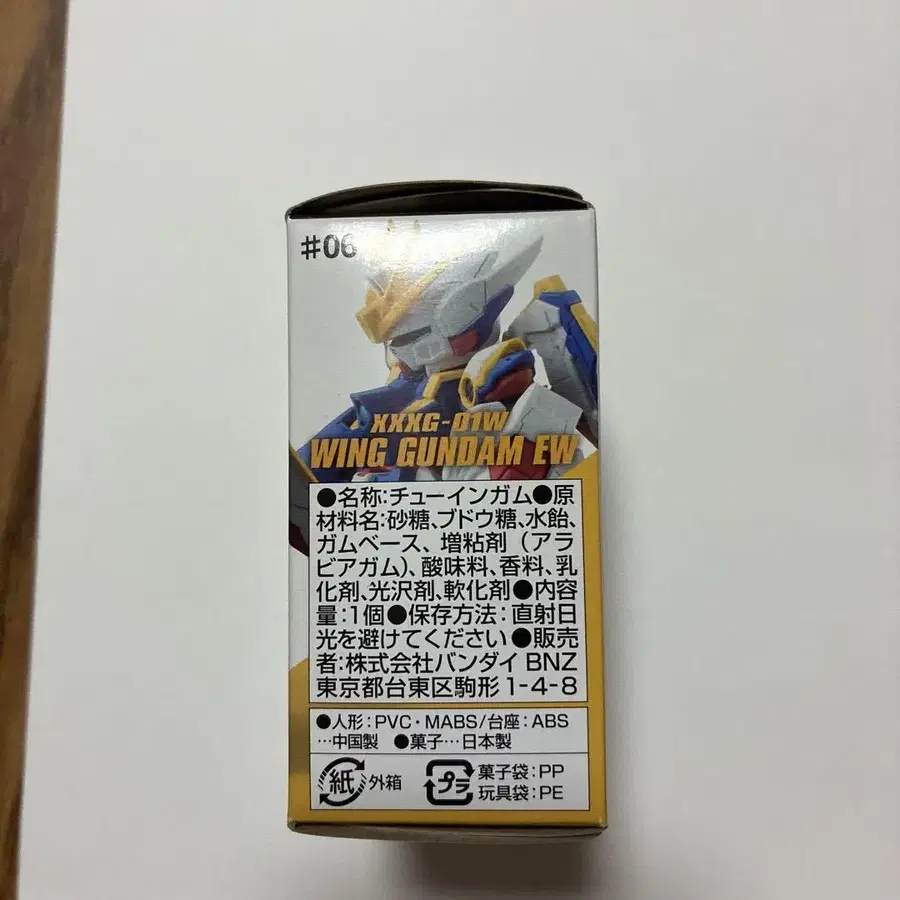 #06
XXXG-01W
WING GUNDAM EW
●名称:チューインガム●原
材料名:砂糖、ブドウ糖、水飴、
ガムベース、増粘剤(アラ
ビアガム)、酸味料、香料、乳
化剤、光沢剤、軟化剤●内容
量:1個●保存方法:直射日
光を避けてください●販売
者:株式会社バンダイ BNZ
東京都台東区駒形1-4-8
●人形:PVC・MABS/台座:ABS
…中国製 ●菓子…日本製
紙 外箱
プラ 菓子袋:PP
玩具袋:PE